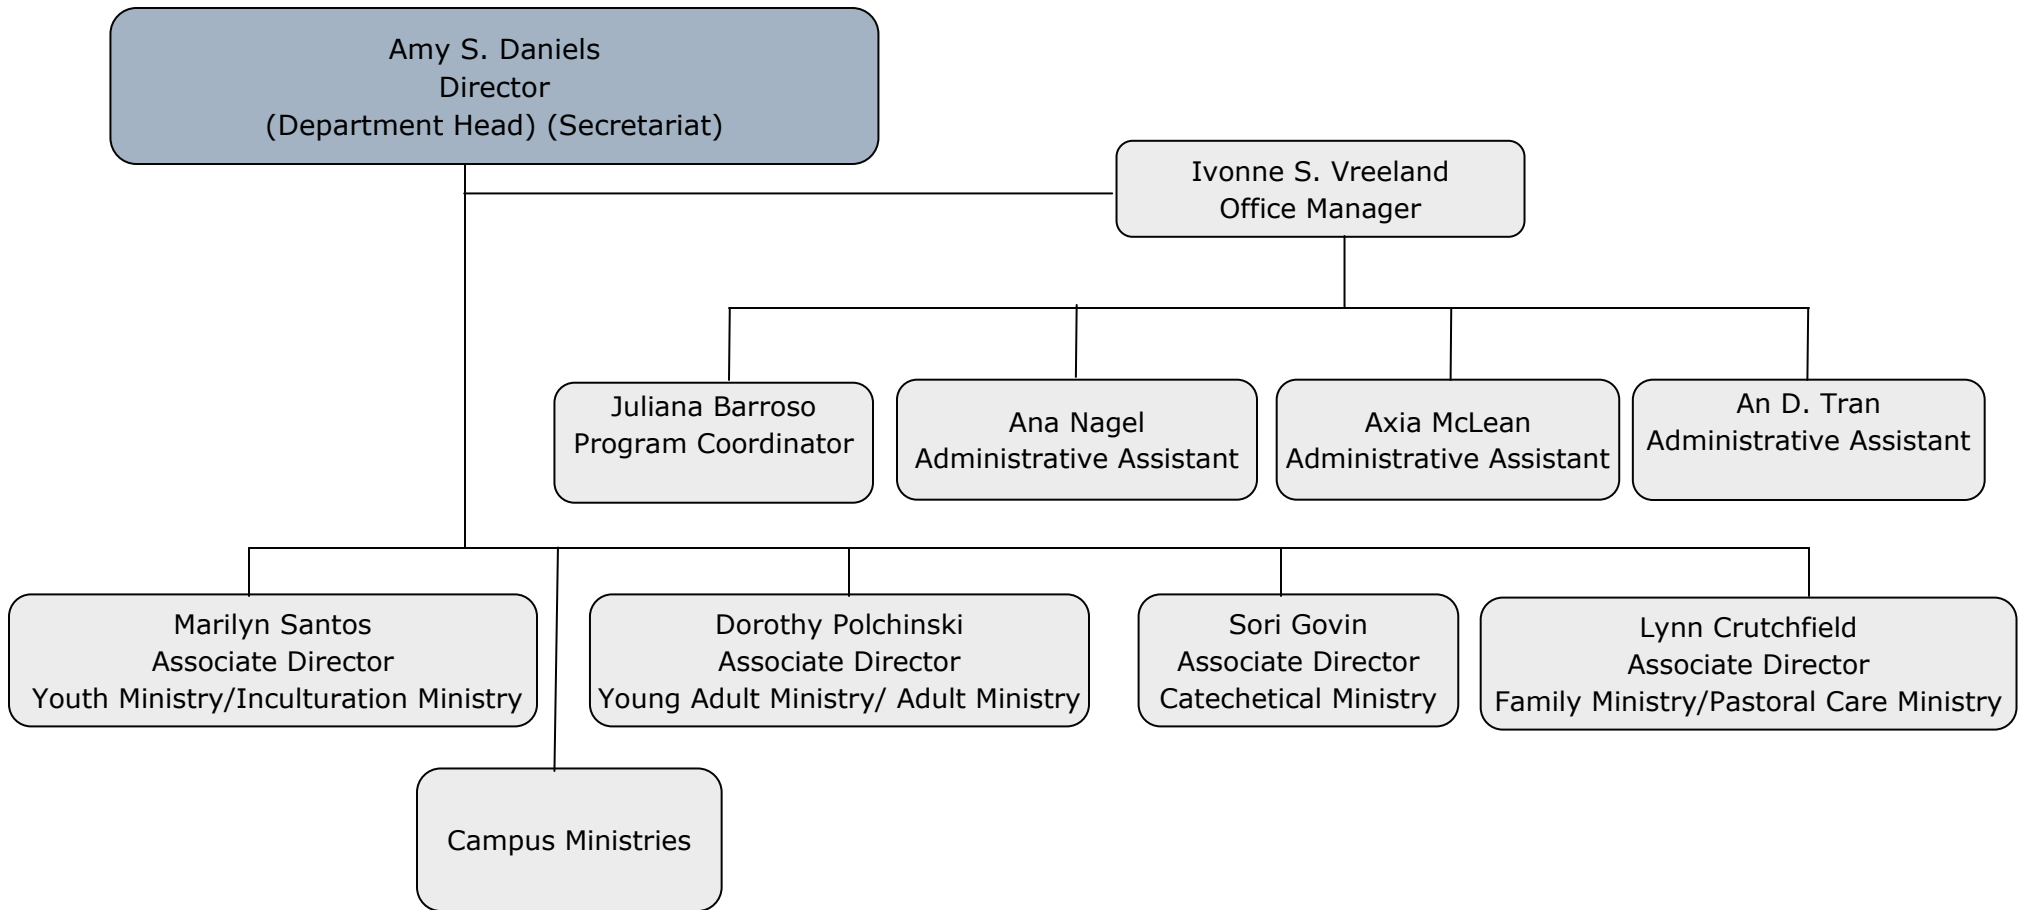 Amy S. Daniels
Director
(Department Head) (Secretariat)
Ivonne S. Vreeland
Office Manager
Juliana Barroso
Program Coordinator
Ana Nagel
Administrative Assistant
Axia McLean
Administrative Assistant
An D. Tran
Administrative Assistant
Marilyn Santos
Associate Director
Youth Ministry/Inculturation Ministry
Dorothy Polchinski
Associate Director
Young Adult Ministry/ Adult Ministry
Sori Govin
Associate Director
Catechetical Ministry
Lynn Crutchfield
Associate Director
Family Ministry/Pastoral Care Ministry
Campus Ministries